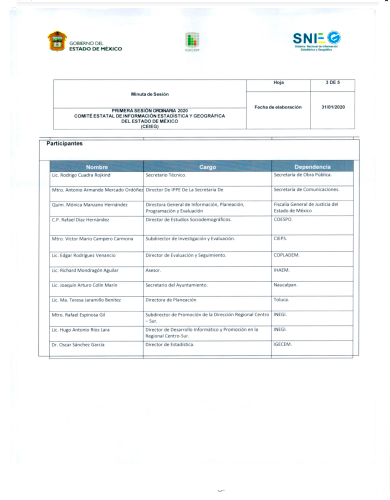 GOBIERNO DEL
ESTADO DE MÉXICO
SNIEG
Sistema Nacional de Información
Estadística y Geográfica
Minuta de Sesión
Hoja
3 DE 5
PRIMERA SESIÓN ORDINARIA 2020
COMITÉ ESTATAL DE INFORMACIÓN ESTADÍSTICA Y GEOGRÁFICA
DEL ESTADO DE MÉXICO
(CEIEG)
Fecha de elaboración
31/01/2020
Participantes
Nombre Cargo Dependencia
Lic. Rodrigo Cuadra Rojkind Secretario Técnico. Secretaría de Obra Pública.
Mtro. Antonio Armando Mercado Ordóñez Director De IPPE De La Secretaría De Secretaría de Comunicaciones.
Quím. Mónica Manzano Hernández Directora General de Información, Planeación, Fiscalía General de Justicia del
Programación y Evaluación Estado de México
C.P. Rafael Díaz Hernández Director de Estudios Sociodemográficos. COESPO.
Mtro. Víctor Mario Campero Carmona Subdirector de Investigación y Evaluación. CIEPS.
Lic. Edgar Rodríguez Venancio Director de Evaluación y Seguimiento. COPLADEM.
Lic. Richard Mondragón Aguilar Asesor. IHAEM.
Lic. Joaquín Arturo Colín Marín Secretario del Ayuntamiento. Naucalpan.
Lic. Ma. Teresa Jaramillo Benítez Directora de Planeación Toluca.
Mtro. Rafael Espinosa Gil Subdirector de Promoción de la Dirección Regional Centro INEGI.
– Sur.
Lic. Hugo Antonio Ríos Lara Director de Desarrollo Informático y Promoción en la INEGI.
Regional Centro-Sur.
Dr. Oscar Sánchez García Director de Estadística. IGECEM.